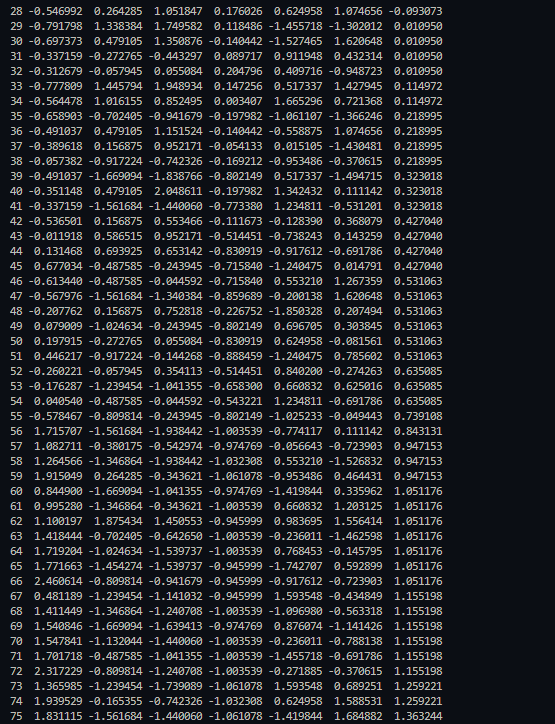 28 -0.546992 0.264285 1.051847 0.176026 0.624958 1.074656 -0.093073
29 -0.791798 1.338384 1.749582 0.118486 -1.455718 -1.302012 0.010950
30 -0.697373 0.479105 1.350876 -0.140442 -1.527465 1.620648 0.010950
31 -0.337159 -0.272765 -0.443297 0.089717 0.911948 0.432314 0.010950
32 -0.312679 -0.057945 0.055084 0.204796 0.409716 -0.948723 0.010950
33 -0.777809 1.445794 1.948934 0.147256 0.517337 1.427945 0.114972
34 -0.564478 1.016155 0.852495 0.003407 1.665296 0.721368 0.114972
35 -0.658903 -0.702405 -0.941679 -0.197982 -1.061107 -1.366246 0.218995
36 -0.491037 0.479105 1.151524 -0.140442 -0.558875 1.074656 0.218995
37 -0.389618 0.156875 0.952171 -0.054133 0.015105 -1.430481 0.218995
38 -0.057382 -0.917224 -0.742326 -0.169212 -0.953486 -0.370615 0.218995
39 -0.491037 -1.669094 -1.838766 -0.802149 0.517337 -1.494715 0.323018
40 -0.351148 0.479105 2.048611 -0.197982 1.342432 0.111142 0.323018
41 -0.337159 -1.561684 -1.440060 -0.773380 1.234811 -0.531201 0.323018
42 -0.536501 0.156875 0.553466 -0.111673 -0.128390 0.368079 0.427040
43 -0.011918 0.586515 0.952171 -0.514451 -0.738243 0.143259 0.427040
44 0.131468 0.693925 0.653142 -0.830919 -0.917612 -0.691786 0.427040
45 0.677034 -0.487585 -0.243945 -0.715840 -1.240475 0.014791 0.427040
46 -0.613440 -0.487585 -0.044592 -0.715840 0.553210 1.267359 0.531063
47 -0.567976 -1.561684 -1.340384 -0.859689 -0.200138 1.620648 0.531063
48 -0.207762 0.156875 0.752818 -0.226752 -1.850328 0.207494 0.531063
49 0.079009 -1.024634 -0.243945 -0.802149 0.696705 0.303845 0.531063
50 0.197915 -0.272765 0.055084 -0.830919 0.624958 -0.081561 0.531063
51 0.446217 -0.917224 -0.144268 -0.888459 -1.240475 0.785602 0.531063
52 -0.260221 -0.057945 0.354113 -0.514451 0.840200 -0.274263 0.635085
53 -0.176287 -1.239454 -1.041355 -0.658300 0.660832 0.625016 0.635085
54 0.040540 -0.487585 -0.044592 -0.543221 1.234811 -0.691786 0.635085
55 -0.578467 -0.809814 -0.243945 -0.802149 -1.025233 -0.049443 0.739108
56 1.715707 -1.561684 -1.938442 -1.003539 -0.774117 0.111142 0.843131
57 1.082711 -0.380175 -0.542974 -0.974769 -0.056643 -0.723903 0.947153
58 1.264566 -1.346864 -1.938442 -1.032308 0.553210 -1.526832 0.947153
59 1.915049 0.264285 -0.343621 -1.061078 -0.953486 0.464431 0.947153
60 0.844900 -1.669094 -1.041355 -0.974769 -1.419844 0.335962 1.051176
61 0.995280 -1.346864 -0.343621 -1.003539 0.660832 1.203125 1.051176
62 1.100197 1.875434 1.450553 -0.945999 0.983695 1.556414 1.051176
63 1.418444 -0.702405 -0.642650 -1.003539 -0.236011 -1.462598 1.051176
64 1.719204 -1.024634 -1.539737 -1.003539 0.768453 -0.145795 1.051176
65 1.771663 -1.454274 -1.539737 -0.945999 -1.742707 0.592899 1.051176
66 2.460614 -0.809814 -0.941679 -0.945999 -0.917612 -0.723903 1.051176
67 0.481189 -1.239454 -1.141032 -0.945999 1.593548 -0.434849 1.155198
68 1.411449 -1.346864 -1.240708 -1.003539 -1.096980 -0.563318 1.155198
69 1.540846 -1.669094 -1.639413 -0.974769 0.876074 -1.141426 1.155198
70 1.547841 -1.132044 -1.440060 -1.003539 -0.236011 -0.788138 1.155198
71 1.701718 -0.487585 -1.041355 -1.003539 -1.455718 -0.691786 1.155198
72 2.317229 -0.809814 -1.240708 -1.003539 -0.271885 -0.370615 1.155198
73 1.365985 -1.239454 -1.739089 -1.061078 1.593548 0.689251 1.259221
74 1.939529 -0.165355 -0.742326 -1.032308 0.624958 1.588531 1.259221
75 1.831115 -1.561684 -1.440060 -1.061078 -1.419844 1.684882 1.363244